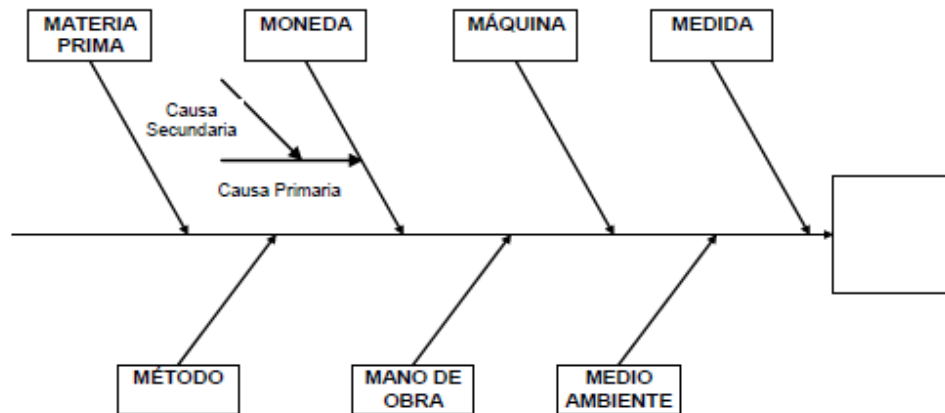 MATERIA
PRIMA
MONEDA
MÁQUINA
MEDIDA
Causa
Secundaria
Causa Primaria
MÉTODO
MANO DE
OBRA
MEDIO
AMBIENTE